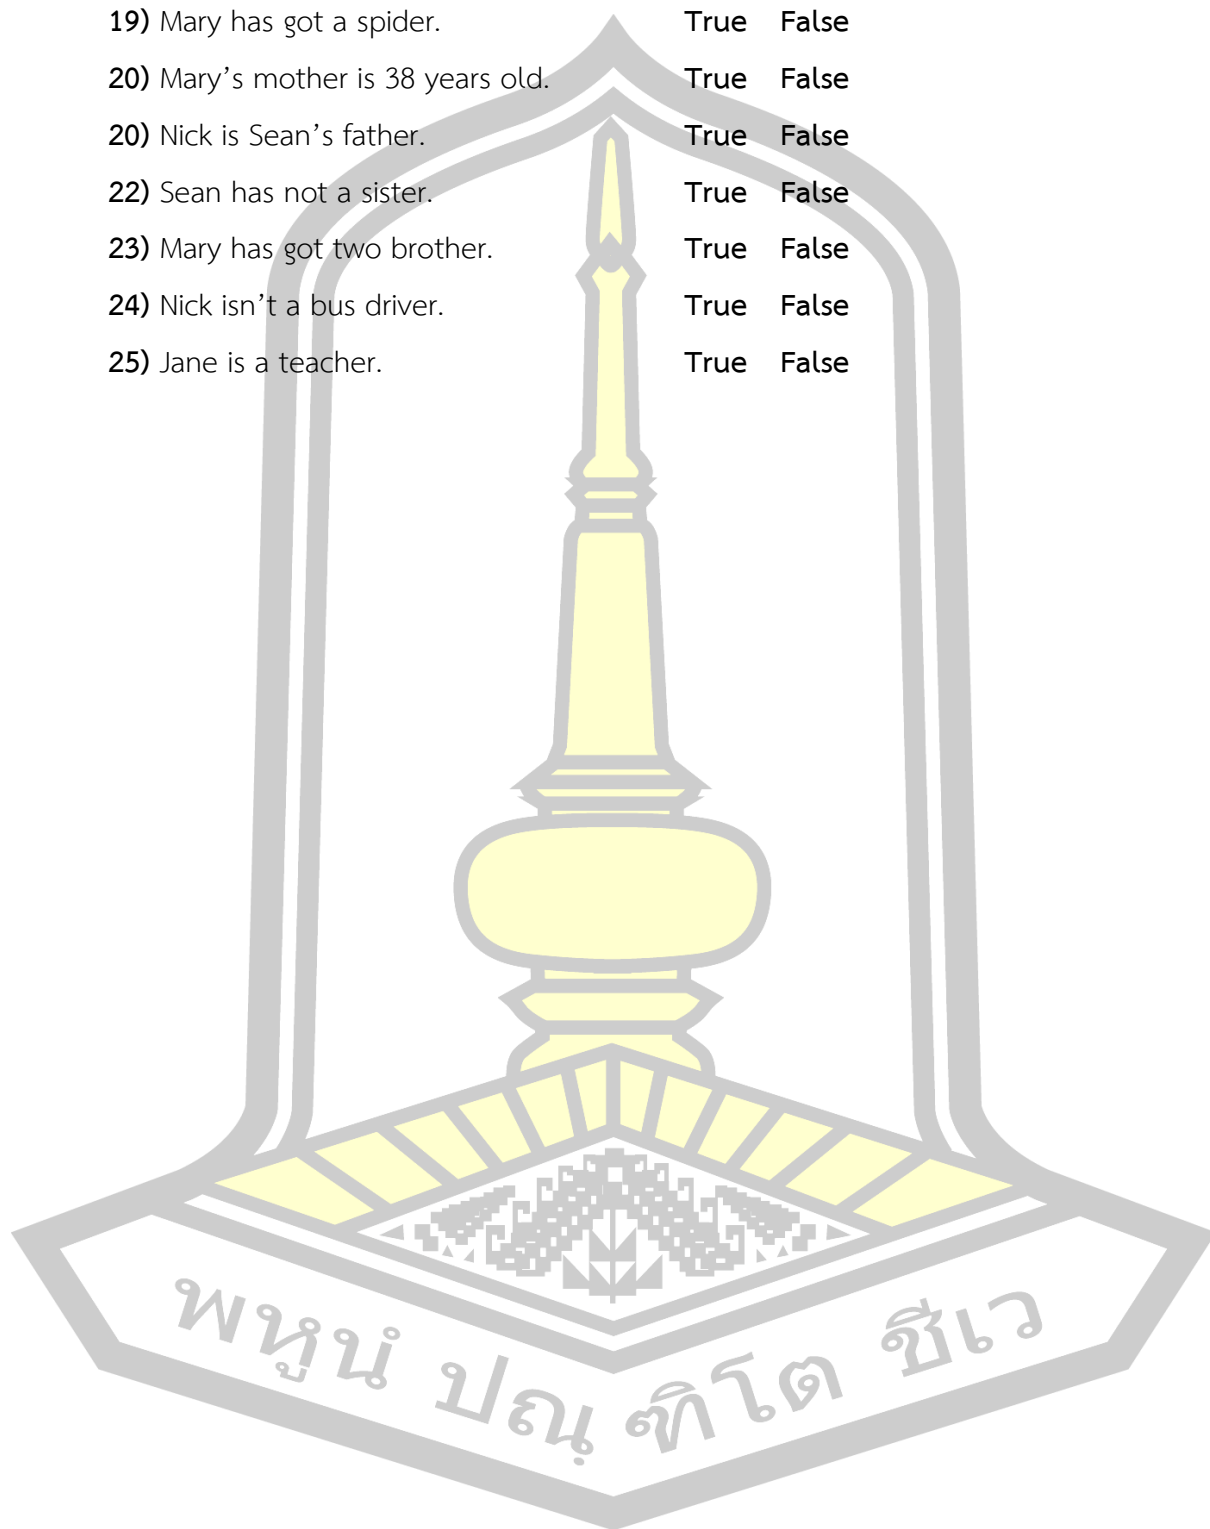 19) Mary has got a spider. True False
20) Mary’s mother is 38 years old. True False
20) Nick is Sean’s father. True False
22) Sean has not a sister. True False
23) Mary has got two brother. True False
24) Nick isn’t a bus driver. True False
25) Jane is a teacher. True False
พหูนํ ปณฺฑิโต ชีเว